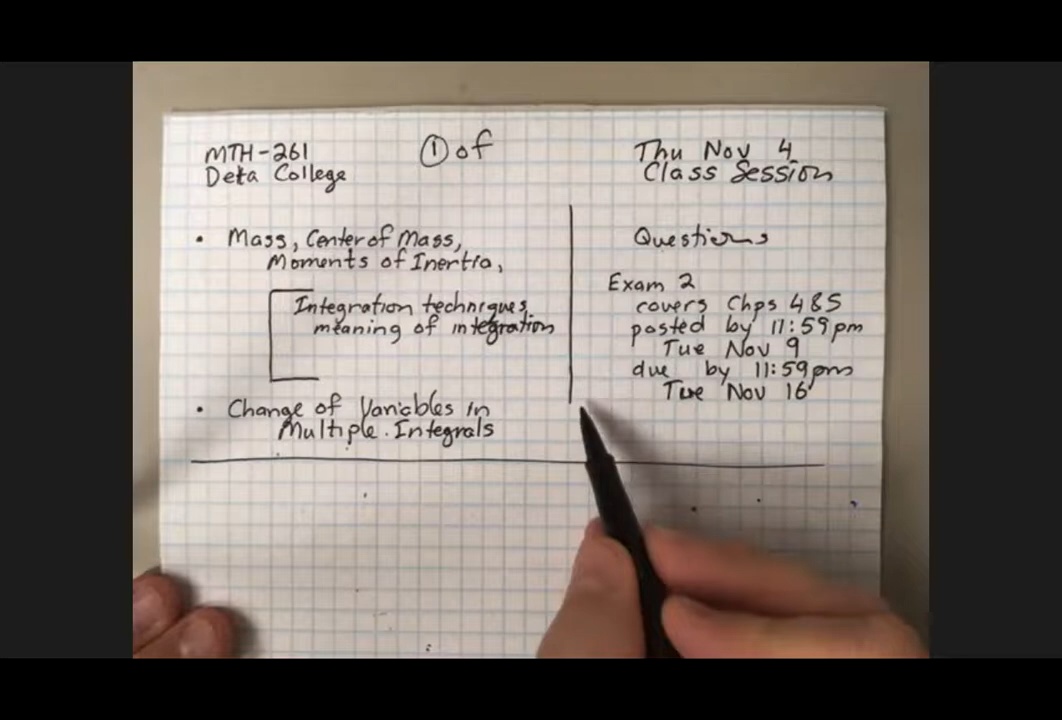 MTH-261
Delta College
① of
Thu Nov 4
Class Session
• Mass, Center of Mass,
Moments of Inertia,
Integration techniques,
meaning of integration
• Change of Variables in
Multiple Integrals
Questions
Exam 2
covers Chps 4&5
posted by 11:59pm
Tue Nov 9
due by 11:59pm
Tue Nov 16